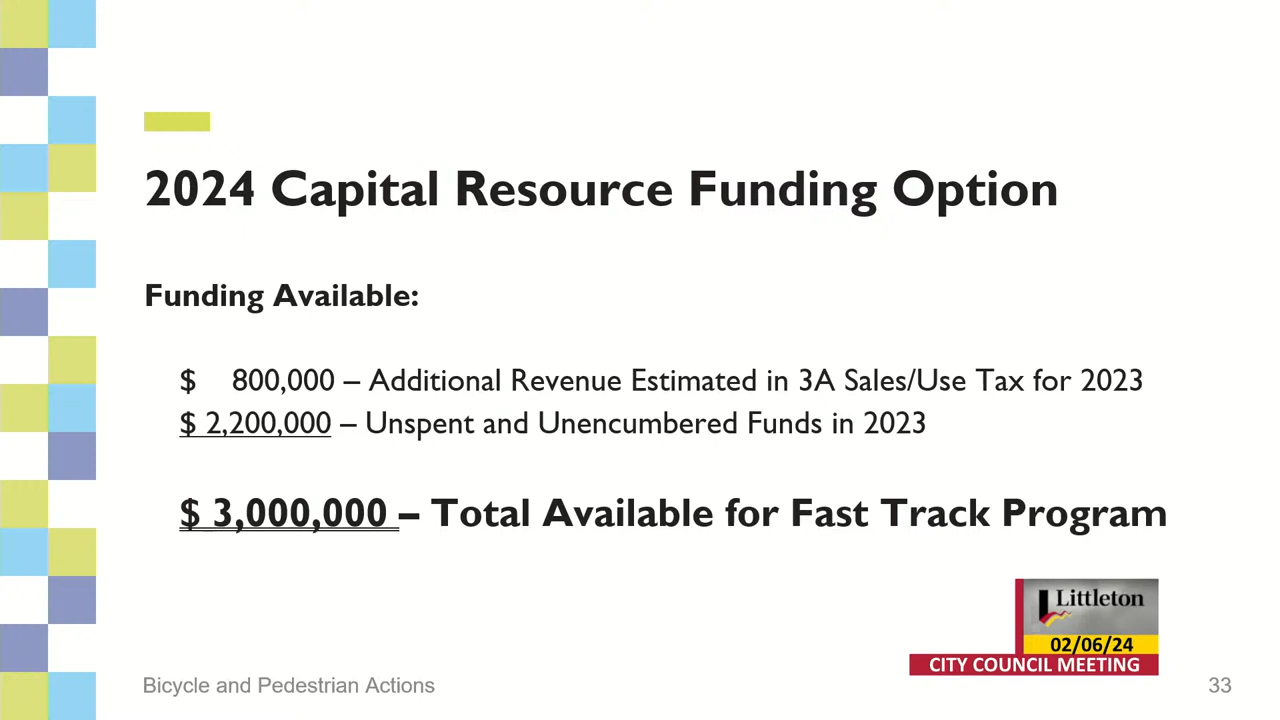 2024 Capital Resource Funding Option
Funding Available:
$ 800,000 – Additional Revenue Estimated in 3A Sales/Use Tax for 2023
$ 2,200,000 – Unspent and Unencumbered Funds in 2023
$ 3,000,000 – Total Available for Fast Track Program
Littleton
02/06/24
CITY COUNCIL MEETING
Bicycle and Pedestrian Actions
33